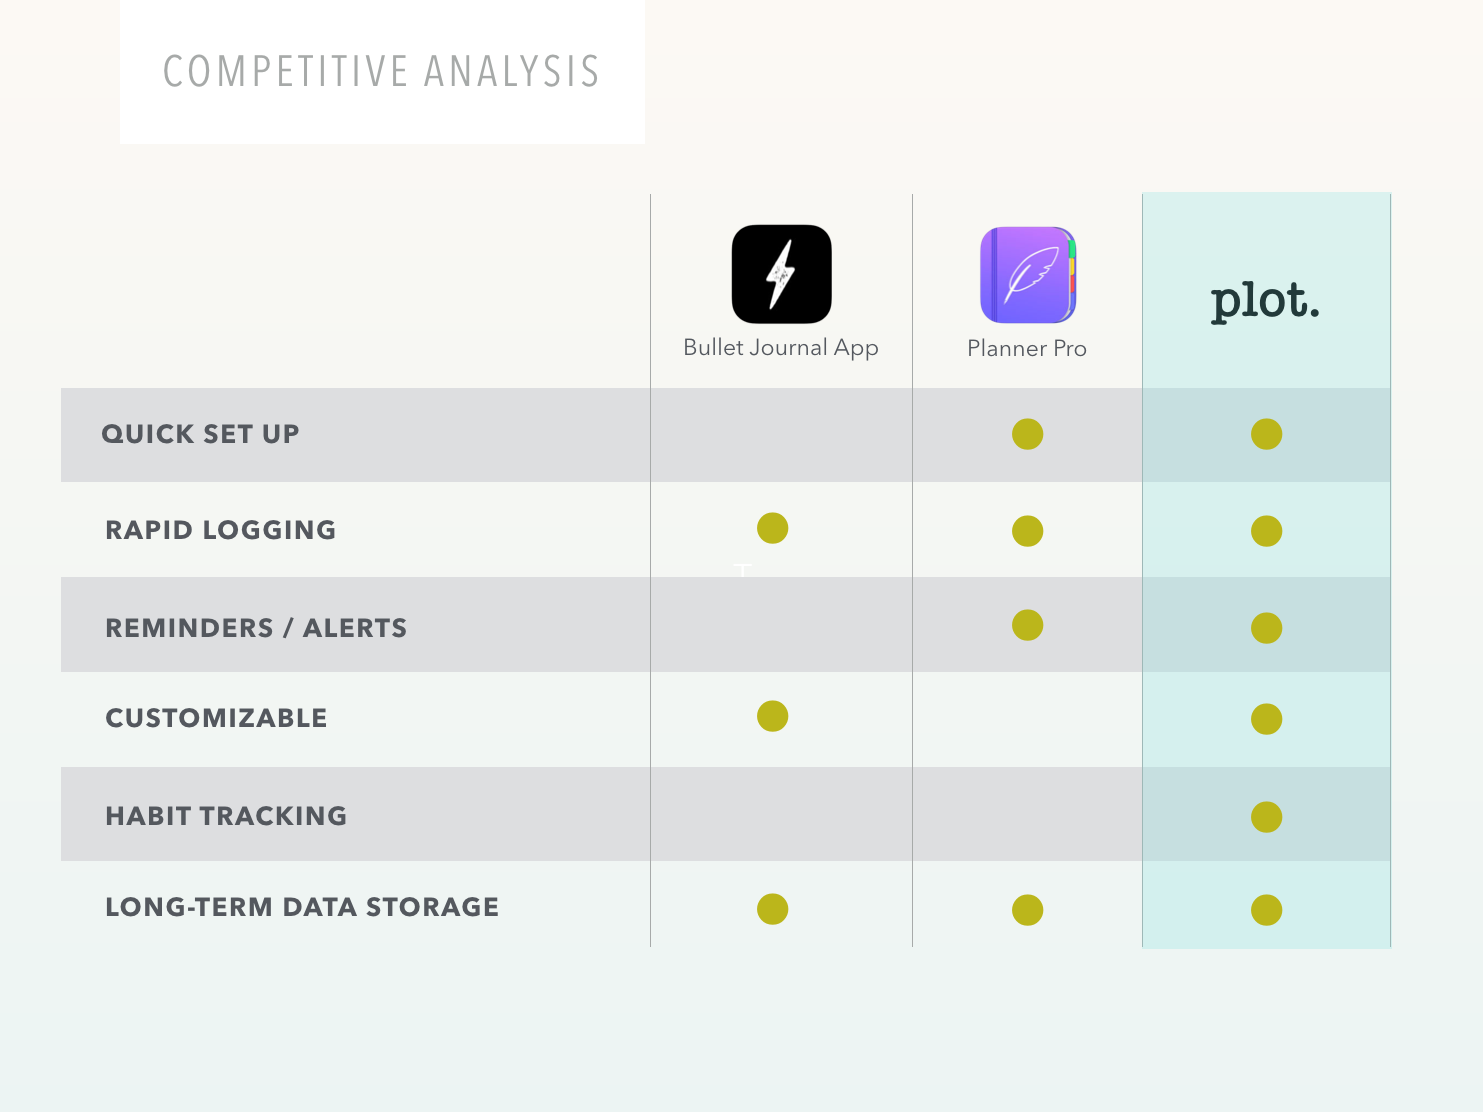 COMPETITIVE ANALYSIS
plot.
Bullet Journal App
Planner Pro
QUICK SET UP
RAPID LOGGING
T
REMINDERS / ALERTS
CUSTOMIZABLE
HABIT TRACKING
LONG-TERM DATA STORAGE